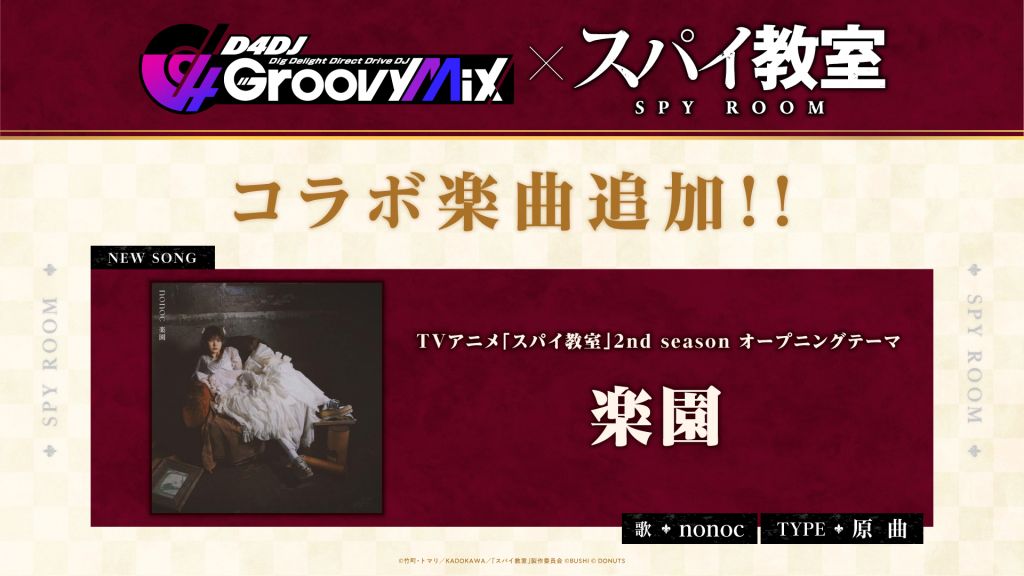 D4DJ
Dig Delight Direct Drive DJ
GROOVYMIX
×
スパイ教室
SPY ROOM
コラボ楽曲追加!!
NEW SONG
nonoc 楽園
TVアニメ「スパイ教室」2nd season オープニングテーマ
楽園
歌 nonoc
TYPE 原曲
SPY ROOM
SPY ROOM
©竹町・トマリ/KADOKAWA/「スパイ教室」製作委員会 ©BUSHI © DONUTS